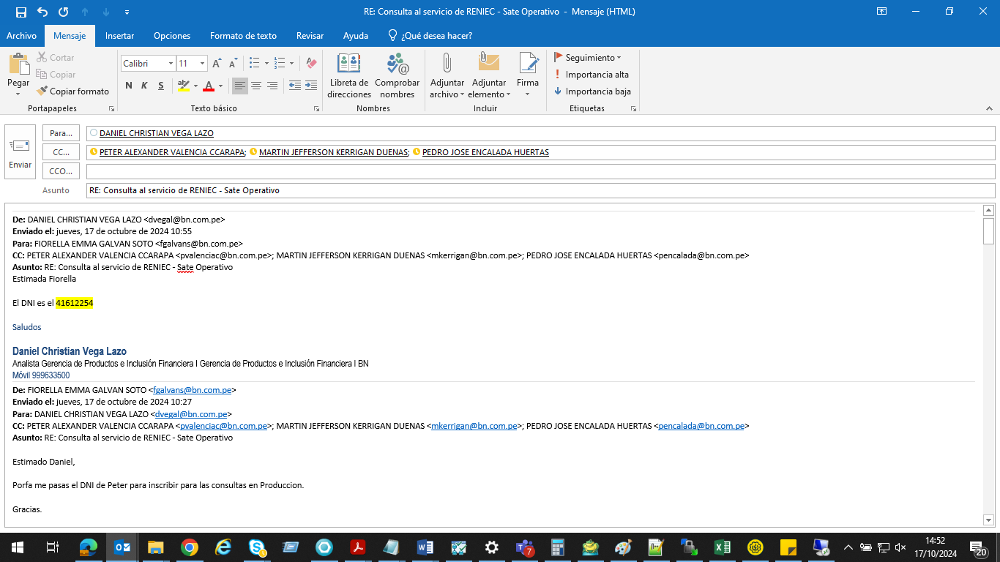 RE: Consulta al servicio de RENIEC - Sate Operativo - Mensaje (HTML)
Archivo Mensaje Insertar Opciones Formato de texto Revisar Ayuda ¿Qué desea hacer?
Pegar
Cortar
Copiar
Copiar formato
Portapapeles
Calibri 11
N K S
Texto básico
Libreta de direcciones
Comprobar nombres
Nombres
Adjuntar archivo
Adjuntar elemento
Firma
Incluir
Seguimiento
Importancia alta
Importancia baja
Etiquetas
Enviar
Para... DANIEL CHRISTIAN VEGA LAZO
CC... PETER ALEXANDER VALENCIA CCARAPA; MARTIN JEFFERSON KERRIGAN DUENAS; PEDRO JOSE ENCALADA HUERTAS
CCO...
Asunto RE: Consulta al servicio de RENIEC - Sate Operativo
De: DANIEL CHRISTIAN VEGA LAZO <dvegal@bn.com.pe>
Enviado el: jueves, 17 de octubre de 2024 10:55
Para: FIORELLA EMMA GALVAN SOTO <fgalvans@bn.com.pe>
CC: PETER ALEXANDER VALENCIA CCARAPA <pvalenciac@bn.com.pe>; MARTIN JEFFERSON KERRIGAN DUENAS <mkerrigan@bn.com.pe>; PEDRO JOSE ENCALADA HUERTAS <pencalada@bn.com.pe>
Asunto: RE: Consulta al servicio de RENIEC - Sate Operativo
Estimada Fiorella
El DNI es el 41612254
Saludos
Daniel Christian Vega Lazo
Analista Gerencia de Productos e Inclusión Financiera I Gerencia de Productos e Inclusión Financiera I BN
Móvil 999633500
De: FIORELLA EMMA GALVAN SOTO <fgalvans@bn.com.pe>
Enviado el: jueves, 17 de octubre de 2024 10:27
Para: DANIEL CHRISTIAN VEGA LAZO <dvegal@bn.com.pe>
CC: PETER ALEXANDER VALENCIA CCARAPA <pvalenciac@bn.com.pe>; MARTIN JEFFERSON KERRIGAN DUENAS <mkerrigan@bn.com.pe>; PEDRO JOSE ENCALADA HUERTAS <pencalada@bn.com.pe>
Asunto: RE: Consulta al servicio de RENIEC - Sate Operativo
Estimado Daniel,
Porfa me pasas el DNI de Peter para inscribir para las consultas en Produccion.
Gracias.
7
14:52
17/10/2024
20